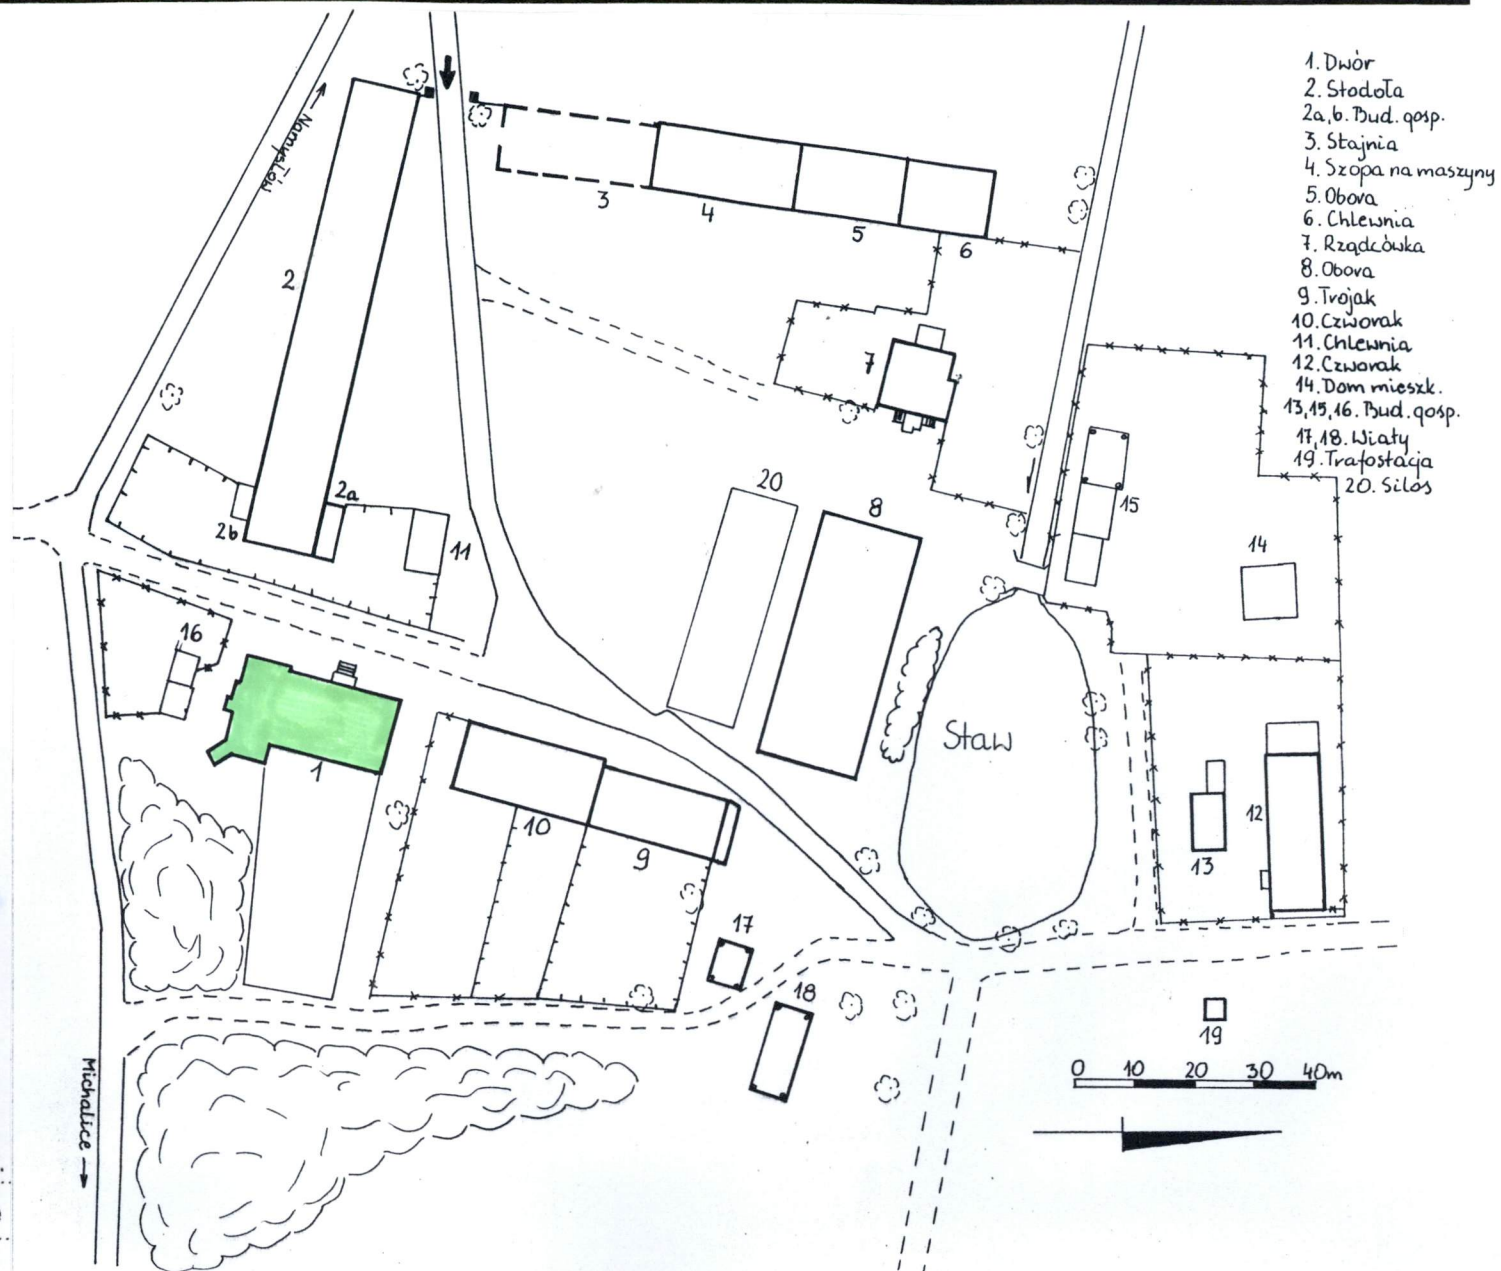 1. Dwór
2. Stodoła
2a,b. Bud. gosp.
3. Stajnia
4. Szopa na maszyny
5. Obora
6. Chlewnia
7. Rządcówka
8. Obora
9. Trojak
10. Czworak
11. Chlewnia
12. Czworak
14. Dom mieszk.
13,15,16. Bud. gosp.
17,18. Wiaty
19. Trafostacja
20. Silos
← Namysłów
3
4
5
6
2
7
20
8
2a
2b
11
15
14
16
1
Staw
10
9
12
13
17
18
19
0 10 20 30 40m
Michalice →